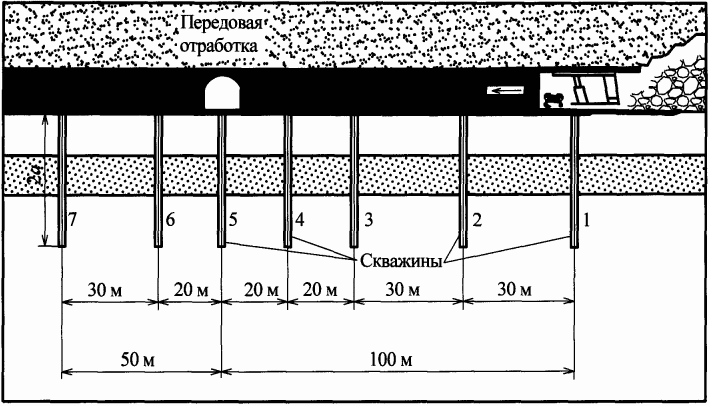 Передовая
отработка
2a
7
6
5
4
3
2
1
Скважины
30 м
20 м
20 м
20 м
30 м
30 м
50 м
100 м